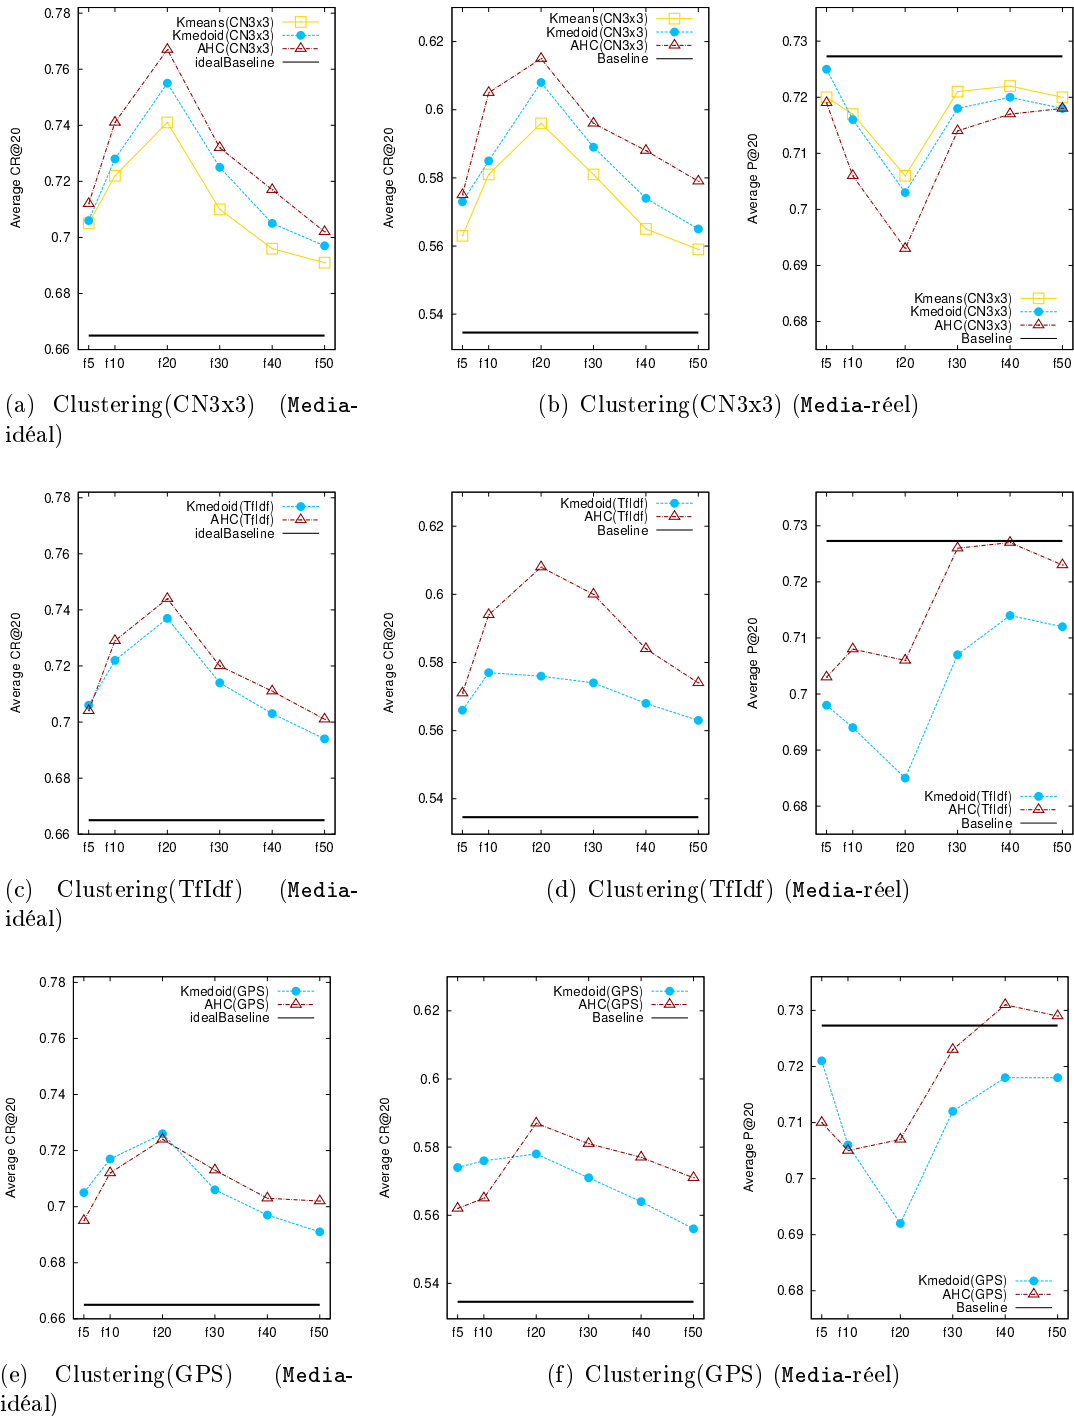 0.78
0.76
0.74
0.72
0.7
0.68
0.66
Average CR@20
f5 f10 f20 f30 f40 f50
Kmeans(CN3x3)
Kmedoid(CN3x3)
AHC(CN3x3)
idealBaseline
0.62
0.6
0.58
0.56
0.54
Average CR@20
f5 f10 f20 f30 f40 f50
Kmeans(CN3x3)
Kmedoid(CN3x3)
AHC(CN3x3)
Baseline
0.73
0.72
0.71
0.7
0.69
0.68
Average P@20
f5 f10 f20 f30 f40 f50
Kmeans(CN3x3)
Kmedoid(CN3x3)
AHC(CN3x3)
Baseline
(a) Clustering(CN3x3) (Media-
idéal)
(b) Clustering(CN3x3) (Media-réel)
0.78
0.76
0.74
0.72
0.7
0.68
0.66
Average CR@20
f5 f10 f20 f30 f40 f50
Kmedoid(TfIdf)
AHC(TfIdf)
idealBaseline
0.62
0.6
0.58
0.56
0.54
Average CR@20
f5 f10 f20 f30 f40 f50
Kmedoid(TfIdf)
AHC(TfIdf)
Baseline
0.73
0.72
0.71
0.7
0.69
0.68
Average P@20
f5 f10 f20 f30 f40 f50
Kmedoid(TfIdf)
AHC(TfIdf)
Baseline
(c) Clustering(TfIdf) (Media-
idéal)
(d) Clustering(TfIdf) (Media-réel)
0.78
0.76
0.74
0.72
0.7
0.68
0.66
Average CR@20
f5 f10 f20 f30 f40 f50
Kmedoid(GPS)
AHC(GPS)
idealBaseline
0.62
0.6
0.58
0.56
0.54
Average CR@20
f5 f10 f20 f30 f40 f50
Kmedoid(GPS)
AHC(GPS)
Baseline
0.73
0.72
0.71
0.7
0.69
0.68
Average P@20
f5 f10 f20 f30 f40 f50
Kmedoid(GPS)
AHC(GPS)
Baseline
(e) Clustering(GPS) (Media-
idéal)
(f) Clustering(GPS) (Media-réel)